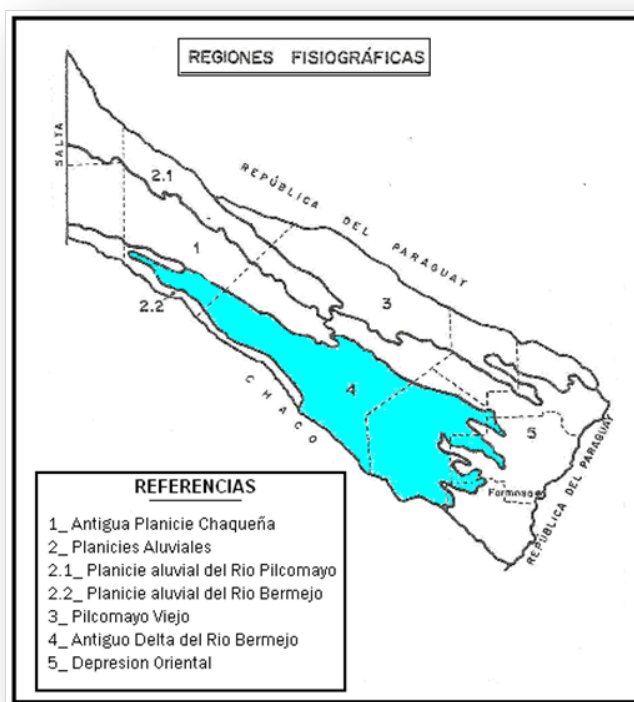 REGIONES FISIOGRÁFICAS
SALTA
2.1
REPÚBLICA DEL PARAGUAY
1
2.2
3
CHACO
4
5
Formosa
REPÚBLICA DEL PARAGUAY
REFERENCIAS
1_ Antigua Planicie Chaqueña
2_ Planicies Aluviales
2.1_ Planicie aluvial del Rio Pilcomayo
2.2_ Planicie aluvial del Rio Bermejo
3_ Pilcomayo Viejo
4_ Antiguo Delta del Rio Bermejo
5_ Depresion Oriental